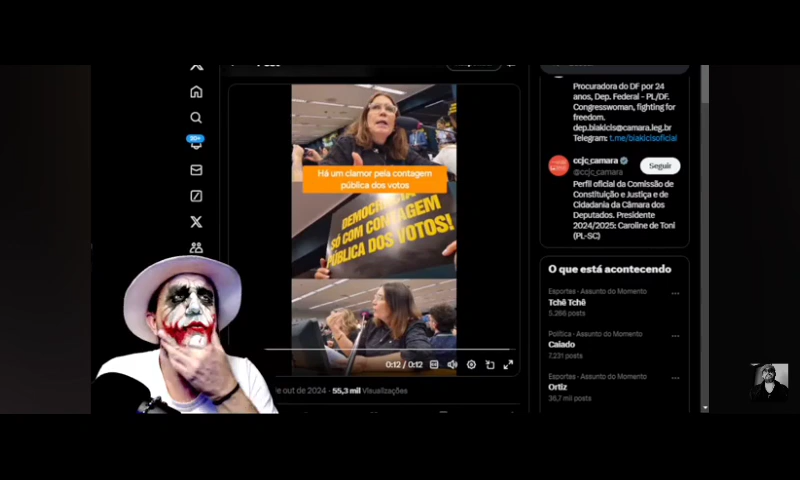 Há um clamor pela contagem
pública dos votos
DEMOCRACIA
SÓ COM CONTAGEM
PÚBLICA DOS VOTOS!
0:12 / 0:12
de out de 2024 · 55,3 mil Visualizações
30+
Procuradora do DF por 24
anos, Dep. Federal - PL/DF.
Congresswoman, fighting for
freedom.
dep.biakicis@camara.leg.br
Telegram: t.me/biakicisoficial
ccjc_camara
@ccjc_camara
Seguir
Perfil oficial da Comissão de
Constituição e Justiça e de
Cidadania da Câmara dos
Deputados. Presidente
2024/2025: Caroline de Toni
(PL-SC)
O que está acontecendo
Esportes · Assunto do Momento
Tchê Tchê
5.266 posts
Política · Assunto do Momento
Caiado
7.231 posts
Esportes · Assunto do Momento
Ortiz
36,7 mil posts